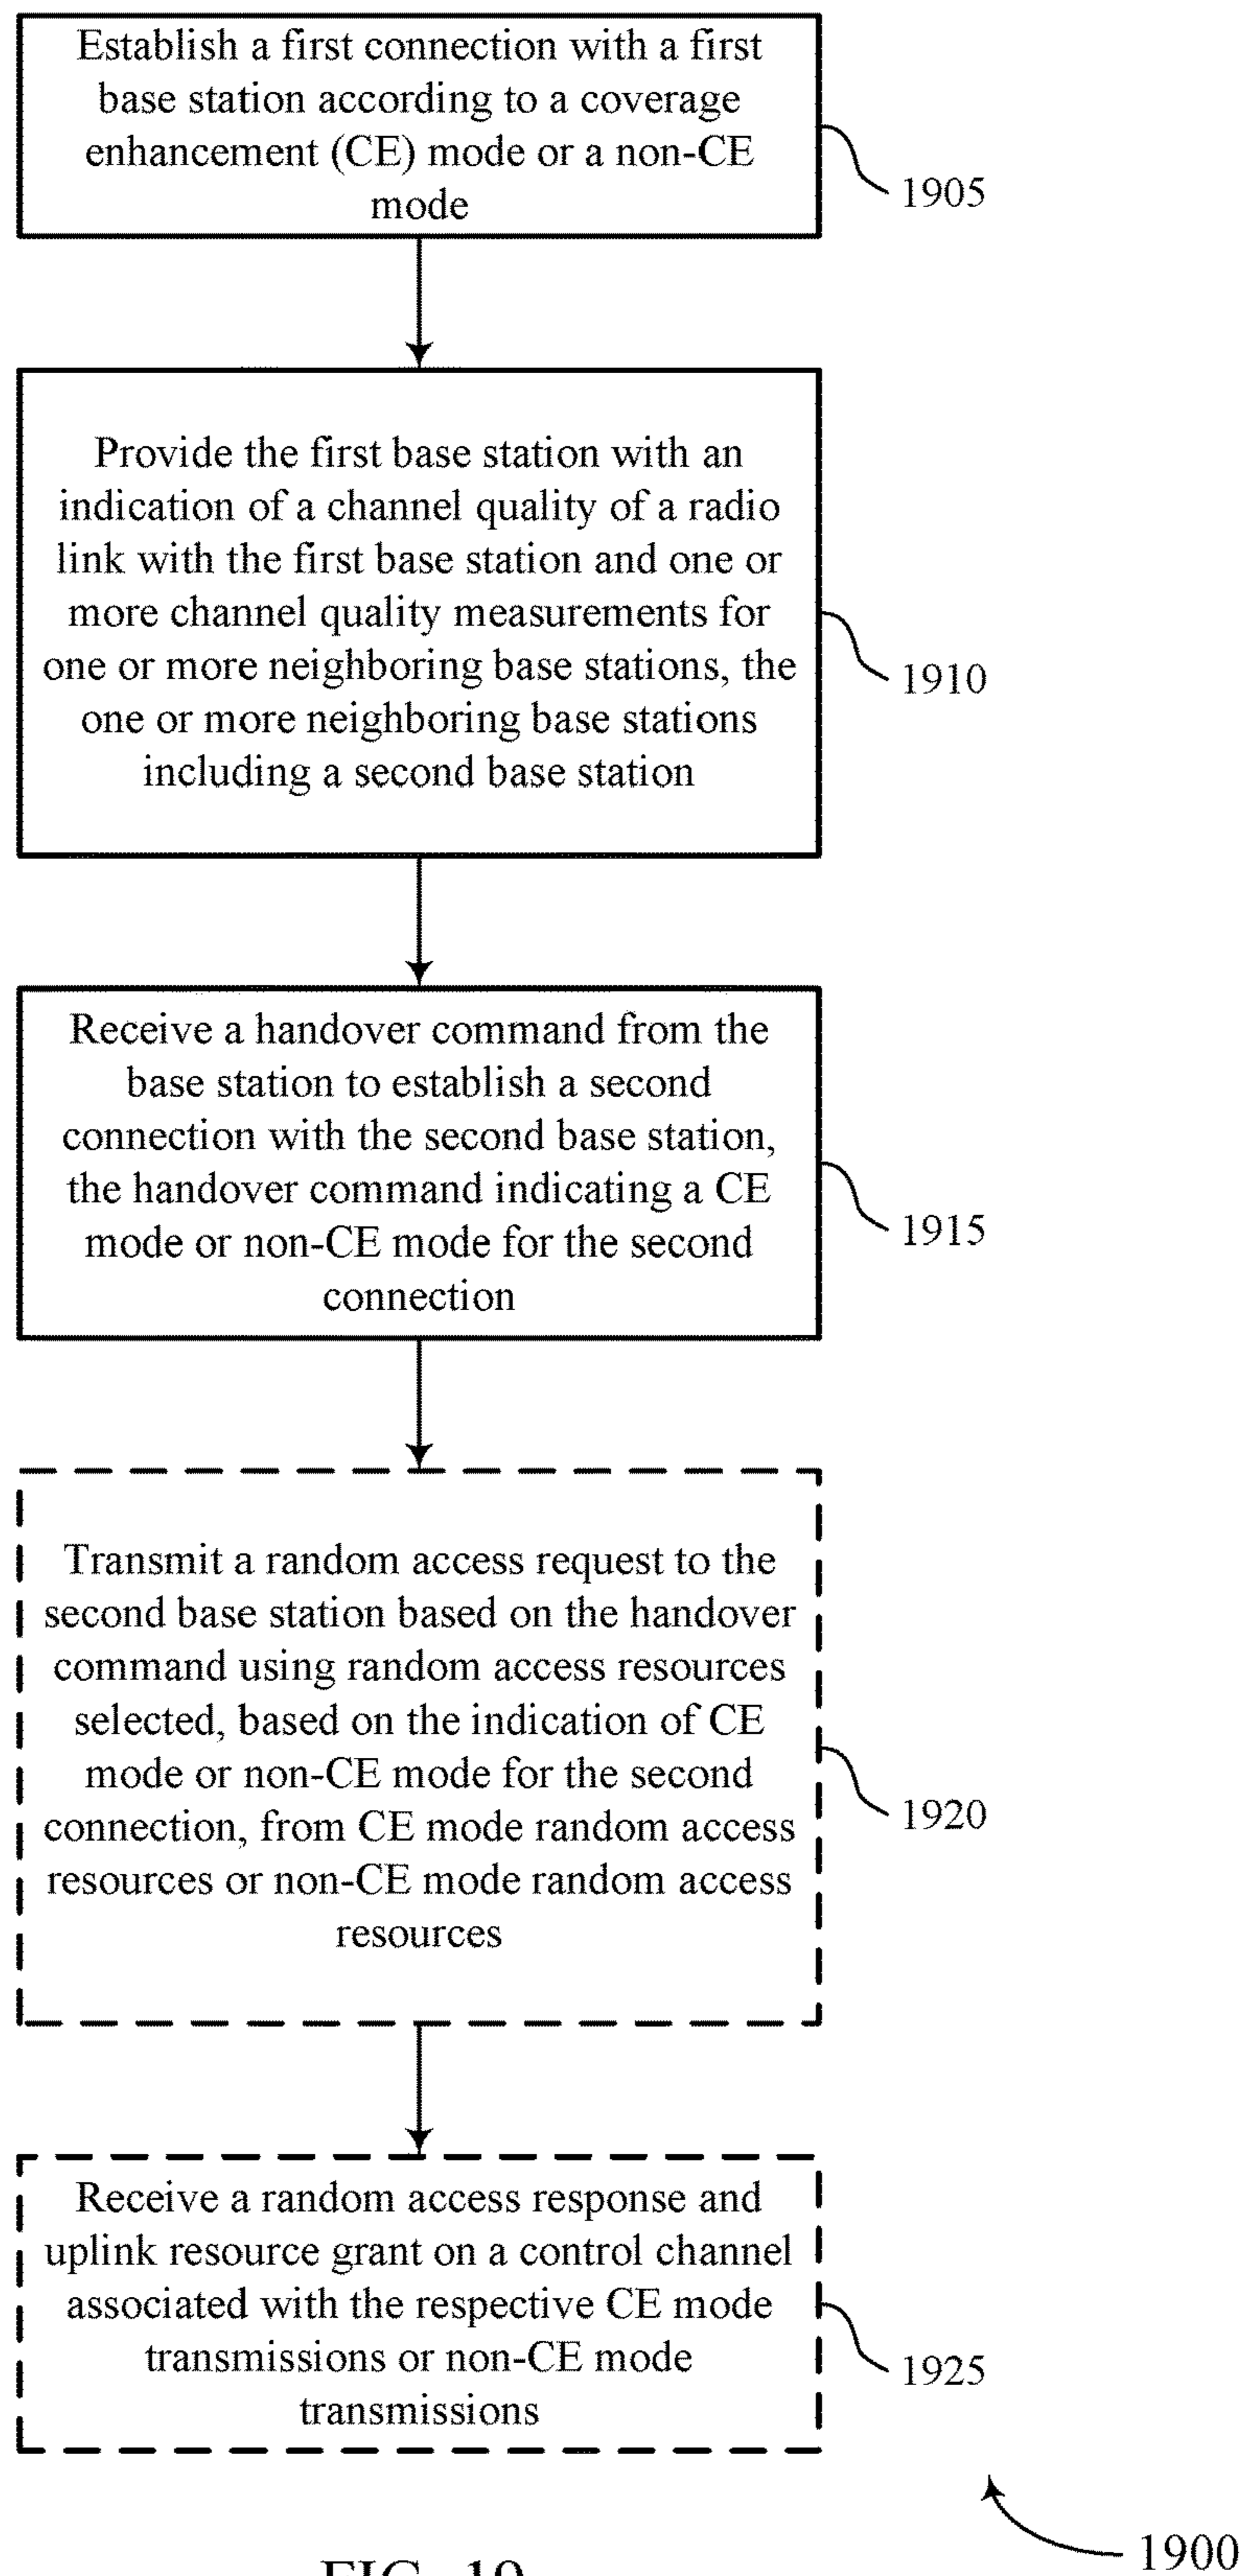 Establish a first connection with a first
base station according to a coverage
enhancement (CE) mode or a non-CE
mode
1905
Provide the first base station with an
indication of a channel quality of a radio
link with the first base station and one or
more channel quality measurements for
one or more neighboring base stations, the
one or more neighboring base stations
including a second base station
1910
Receive a handover command from the
base station to establish a second
connection with the second base station,
the handover command indicating a CE
mode or non-CE mode for the second
connection
1915
Transmit a random access request to the
second base station based on the handover
command using random access resources
selected, based on the indication of CE
mode or non-CE mode for the second
connection, from CE mode random access
resources or non-CE mode random access
resources
1920
Receive a random access response and
uplink resource grant on a control channel
associated with the respective CE mode
transmissions or non-CE mode
transmissions
1925
1900
FIG. 19